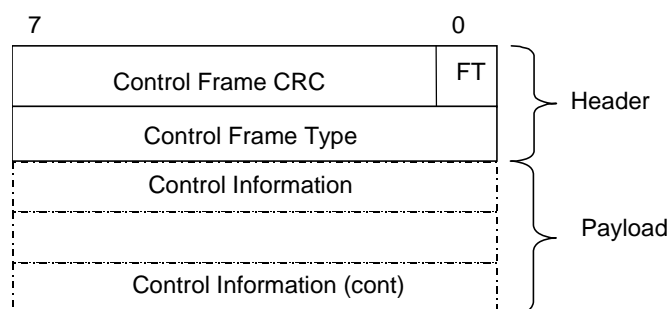 7 0
Control Frame CRC FT
Header
Control Frame Type
Control Information
Payload
Control Information (cont)